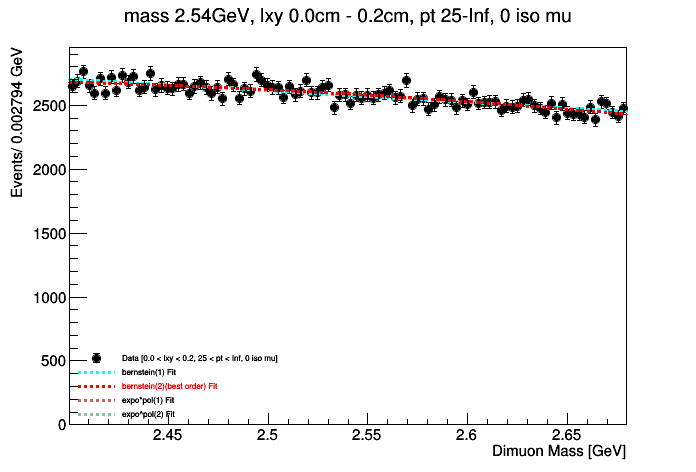 mass 2.54GeV, lxy 0.0cm - 0.2cm, pt 25-Inf, 0 iso mu
Events/ 0.002794 GeV
2500
2000
1500
1000
500
0
Data [0.0 < lxy < 0.2, 25 < pt < Inf, 0 iso mu]
bernstein(1) Fit
bernstein(2)(best order) Fit
expo*pol(1) Fit
expo*pol(2) Fit
2.45 2.5 2.55 2.6 2.65
Dimuon Mass [GeV]